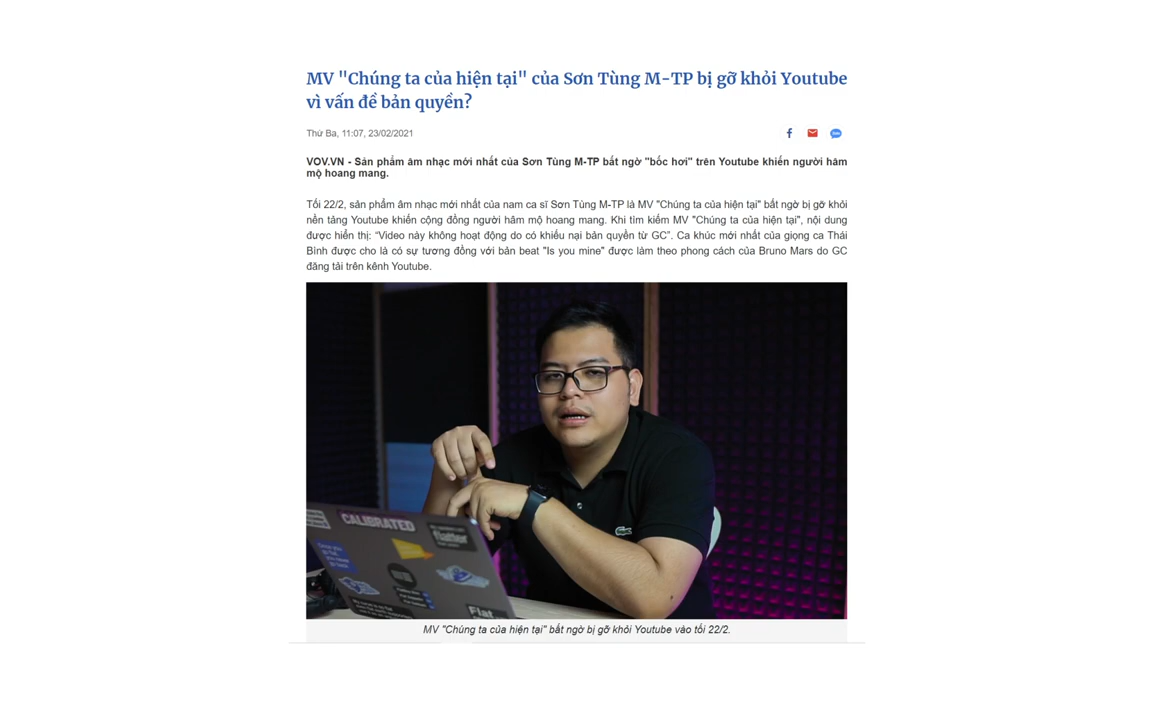 MV "Chúng ta của hiện tại" của Sơn Tùng M-TP bị gỡ khỏi Youtube
vì vấn đề bản quyền?
Thứ Ba, 11:07, 23/02/2021
VOV.VN - Sản phẩm âm nhạc mới nhất của Sơn Tùng M-TP bất ngờ "bốc hơi" trên Youtube khiến người hâm
mộ hoang mang.
Tối 22/2, sản phẩm âm nhạc mới nhất của nam ca sĩ Sơn Tùng M-TP là MV "Chúng ta của hiện tại" bất ngờ bị gỡ khỏi
nền tảng Youtube khiến cộng đồng người hâm mộ hoang mang. Khi tìm kiếm MV "Chúng ta của hiện tại", nội dung
được hiển thị: “Video này không hoạt động do có khiếu nại bản quyền từ GC”. Ca khúc mới nhất của giọng ca Thái
Bình được cho là có sự tương đồng với bản beat "Is you mine" được làm theo phong cách của Bruno Mars do GC
đăng tải trên kênh Youtube.
CALIBRATED
flatter
Flat
MV "Chúng ta của hiện tại" bất ngờ bị gỡ khỏi Youtube vào tối 22/2.